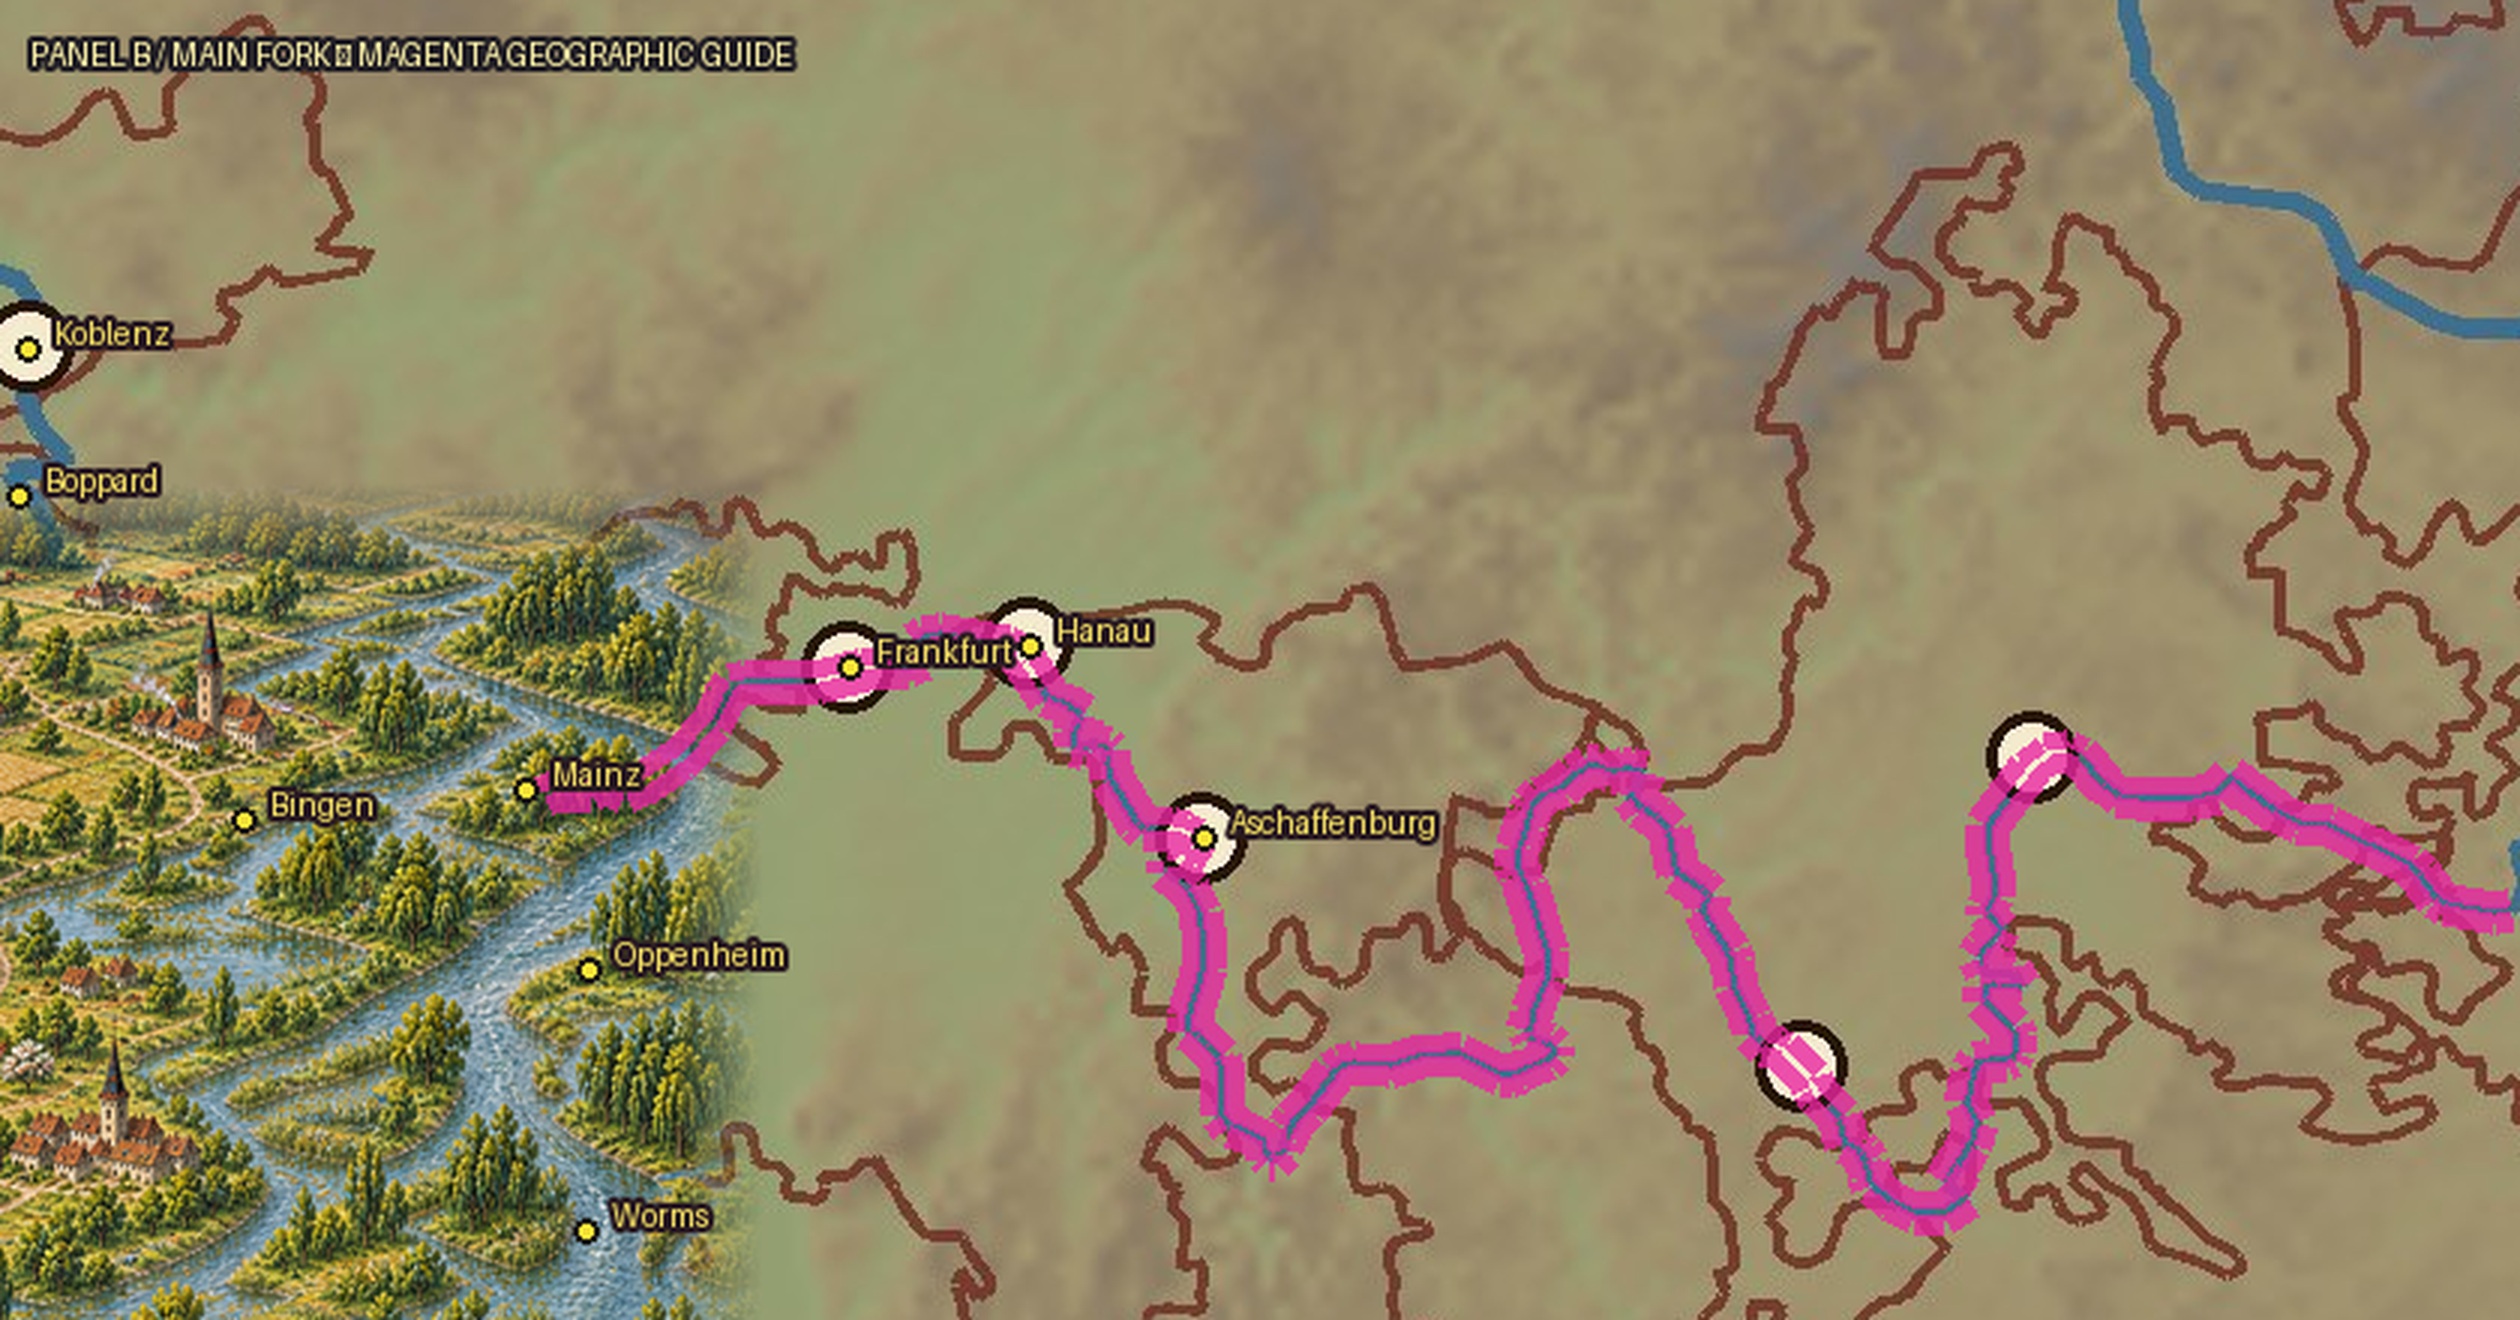 PANEL B / MAIN FORK MAGENTA GEOGRAPHIC GUIDE
Koblenz
Boppard
Hanau
Frankfurt
Mainz
Bingen
Aschaffenburg
Oppenheim
Worms